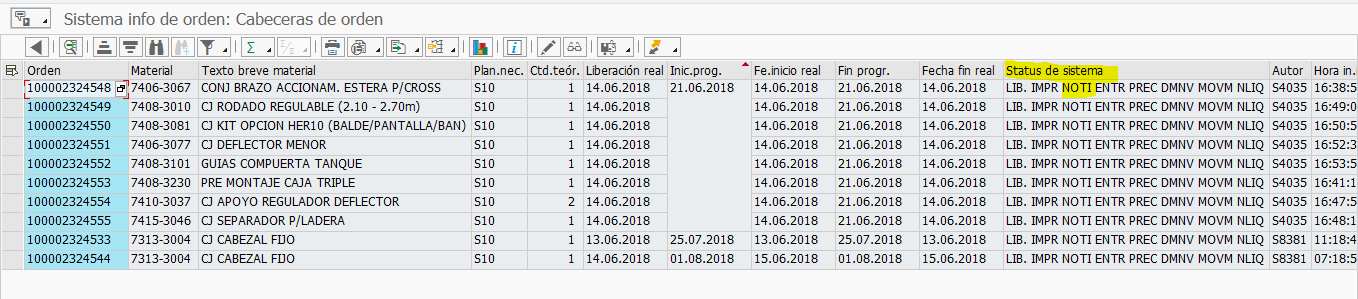 Sistema info de orden: Cabeceras de orden
Orden Material Texto breve material Plan.nec. Ctd.teór. Liberación real Inic.prog. Fe.inicio real Fin progr. Fecha fin real Status de sistema Autor Hora in.
100002324548 7406-3067 CONJ BRAZO ACCIONAM. ESTERA P/CROSS S10 1 14.06.2018 21.06.2018 14.06.2018 21.06.2018 14.06.2018 LIB. IMPR NOTI ENTR PREC DMNV MOVM NLIQ S4035 16:38:5
100002324549 7408-3010 CJ RODADO REGULABLE (2.10 - 2.70m) S10 1 14.06.2018 14.06.2018 21.06.2018 14.06.2018 LIB. IMPR NOTI ENTR PREC DMNV MOVM NLIQ S4035 16:49:0
100002324550 7408-3081 CJ KIT OPCION HER10 (BALDE/PANTALLA/BAN) S10 1 14.06.2018 14.06.2018 21.06.2018 14.06.2018 LIB. IMPR NOTI ENTR PREC DMNV MOVM NLIQ S4035 16:50:5
100002324551 7406-3077 CJ DEFLECTOR MENOR S10 1 14.06.2018 14.06.2018 21.06.2018 14.06.2018 LIB. IMPR NOTI ENTR PREC DMNV MOVM NLIQ S4035 16:52:3
100002324552 7408-3101 GUIAS COMPUERTA TANQUE S10 1 14.06.2018 14.06.2018 21.06.2018 14.06.2018 LIB. IMPR NOTI ENTR PREC DMNV MOVM NLIQ S4035 16:53:5
100002324553 7408-3230 PRE MONTAJE CAJA TRIPLE S10 1 14.06.2018 14.06.2018 21.06.2018 14.06.2018 LIB. IMPR NOTI ENTR PREC DMNV MOVM NLIQ S4035 16:41:1
100002324554 7410-3037 CJ APOYO REGULADOR DEFLECTOR S10 2 14.06.2018 14.06.2018 21.06.2018 14.06.2018 LIB. IMPR NOTI ENTR PREC DMNV MOVM NLIQ S4035 16:47:5
100002324555 7415-3046 CJ SEPARADOR P/LADERA S10 1 14.06.2018 14.06.2018 21.06.2018 14.06.2018 LIB. IMPR NOTI ENTR PREC DMNV MOVM NLIQ S4035 16:48:1
100002324533 7313-3004 CJ CABEZAL FIJO S10 1 13.06.2018 25.07.2018 13.06.2018 25.07.2018 13.06.2018 LIB. IMPR NOTI ENTR PREC DMNV MOVM NLIQ S8381 11:18:4
100002324544 7313-3004 CJ CABEZAL FIJO S10 1 14.06.2018 01.08.2018 15.06.2018 01.08.2018 15.06.2018 LIB. IMPR NOTI ENTR PREC DMNV MOVM NLIQ S8381 07:18:5